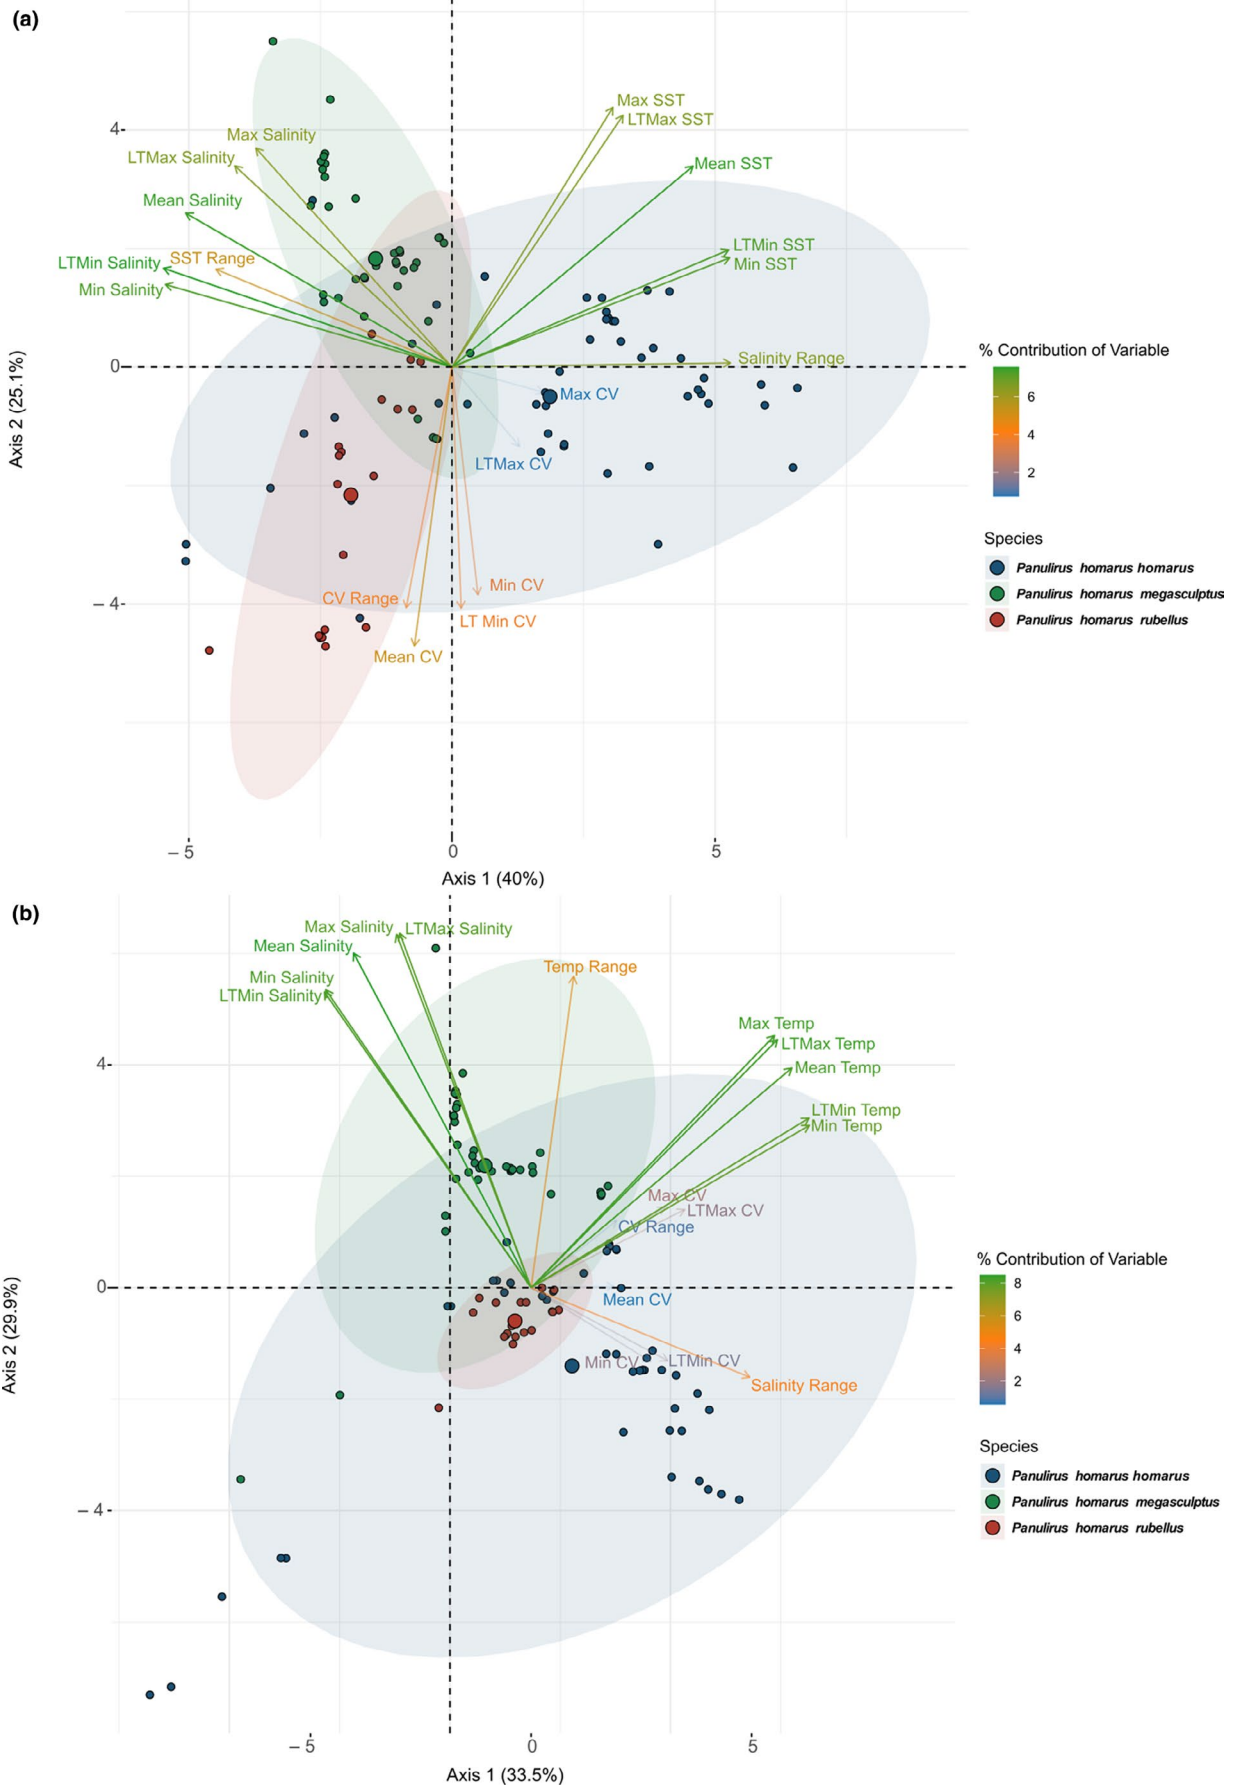 (a)
Max SST
LTMax SST
4
Max Salinity
LTMax Salinity
Mean SST
Mean Salinity
LTMin SST
SST Range
LTMin Salinity
Min SST
Min Salinity
Salinity Range
0
Max CV
LTMax CV
Min CV
CV Range
– 4
LT Min CV
Mean CV
Axis 2 (25.1%)
– 5
0
5
Axis 1 (40%)
% Contribution of Variable
6
4
2
Species
Panulirus homarus homarus
Panulirus homarus megasculptus
Panulirus homarus rubellus
(b)
Max Salinity
LTMax Salinity
Mean Salinity
Temp Range
Min Salinity
LTMin Salinity
Max Temp
LTMax Temp
4
Mean Temp
LTMin Temp
Min Temp
Max CV
LTMax CV
CV Range
0
Mean CV
Min CV
LTMin CV
Salinity Range
– 4
Axis 2 (29.9%)
– 5
0
5
Axis 1 (33.5%)
% Contribution of Variable
8
6
4
2
Species
Panulirus homarus homarus
Panulirus homarus megasculptus
Panulirus homarus rubellus